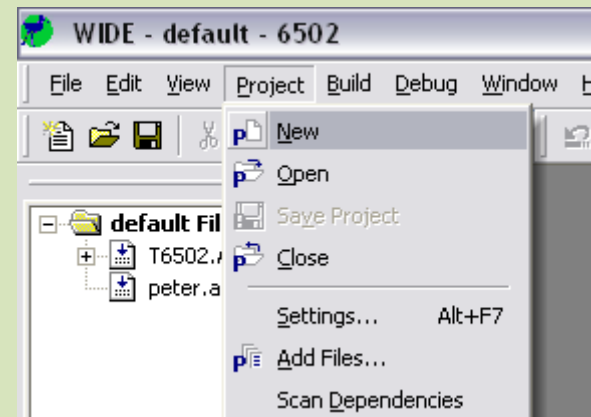 WIDE - default - 6502
File Edit View Project Build Debug Window
New
Open
Save Project
Close
Settings... Alt+F7
Add Files...
Scan Dependencies
default Fil
T6502.
peter.a